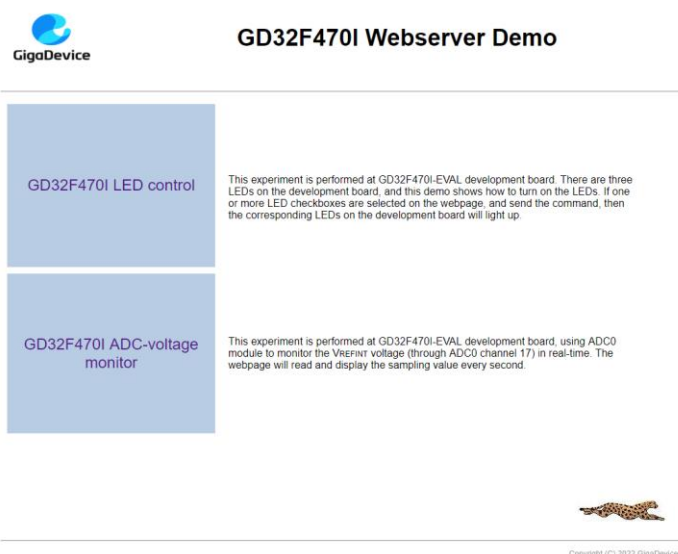 GigaDevice
GD32F470I Webserver Demo
GD32F470I LED control
This experiment is performed at GD32F470I-EVAL development board. There are three
LEDs on the development board, and this demo shows how to turn on the LEDs. If one
or more LED checkboxes are selected on the webpage, and send the command, then
the corresponding LEDs on the development board will light up.
GD32F470I ADC-voltage
monitor
This experiment is performed at GD32F470I-EVAL development board, using ADC0
module to monitor the VREFINT voltage (through ADC0 channel 17) in real-time. The
webpage will read and display the sampling value every second.
Copyright (C) 2023 GigaDevice